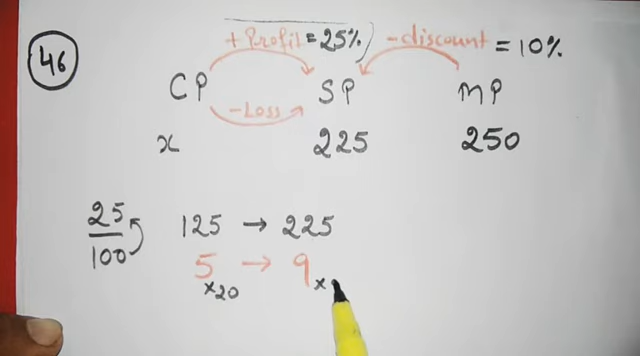 46
+ Profit = 25%
- discount = 10%
CP SP MP
- Loss
x 225 250
25/100 125 → 225
5 → 9
×20 ×